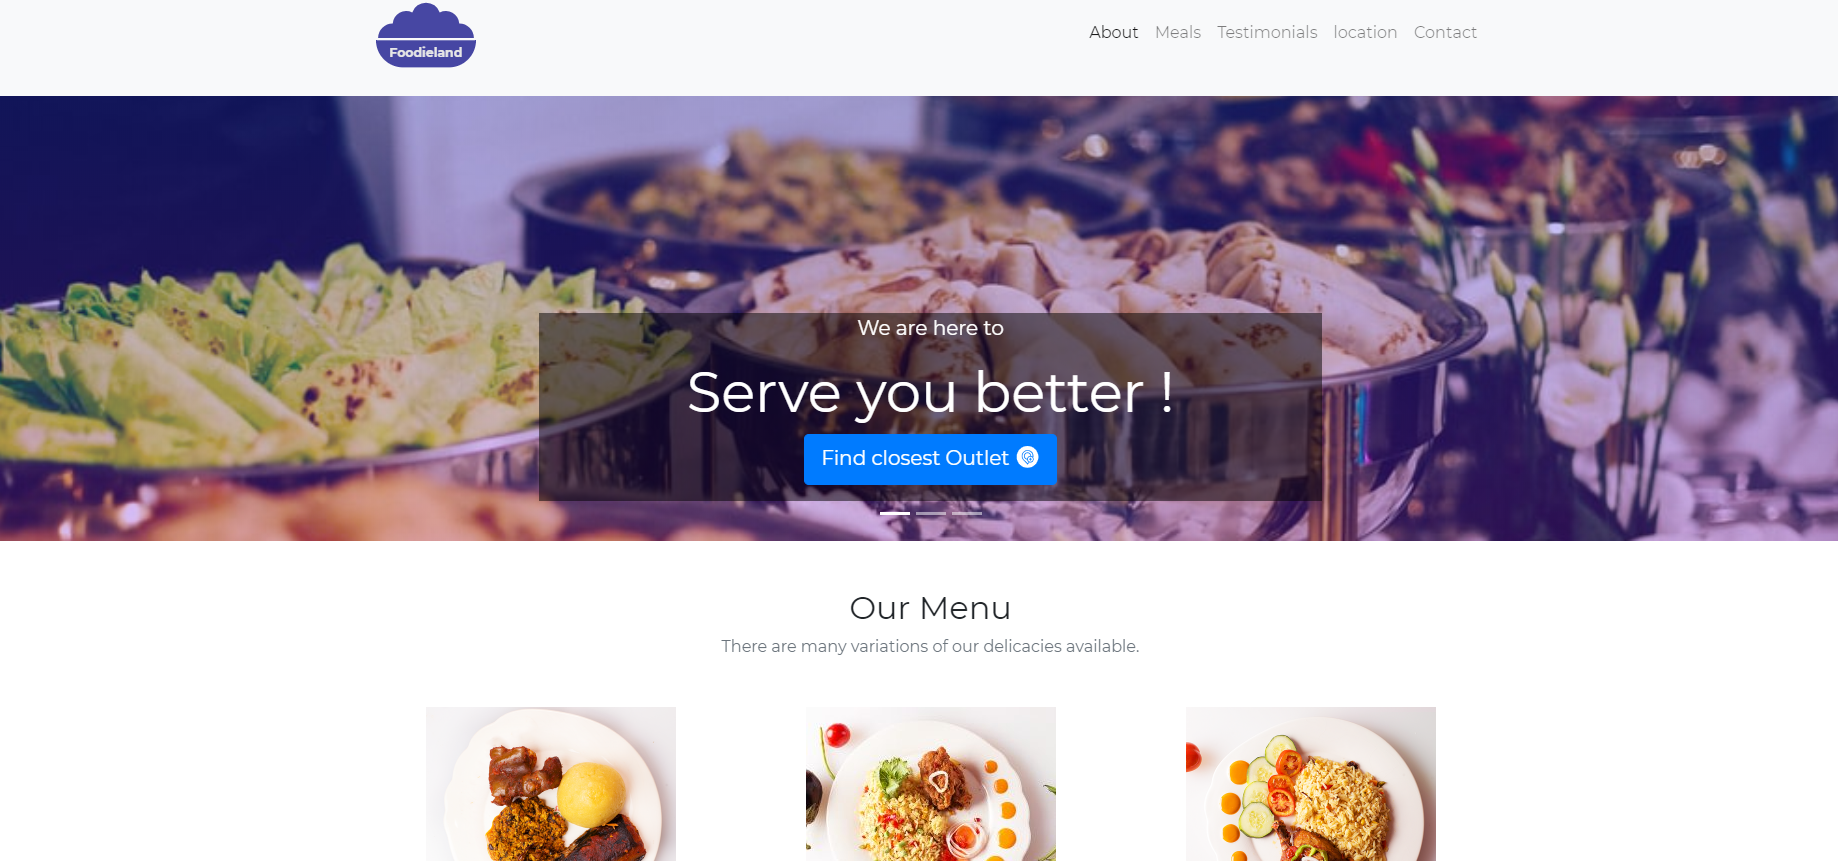 Foodieland
About Meals Testimonials location Contact
We are here to
Serve you better !
Find closest Outlet
Our Menu
There are many variations of our delicacies available.